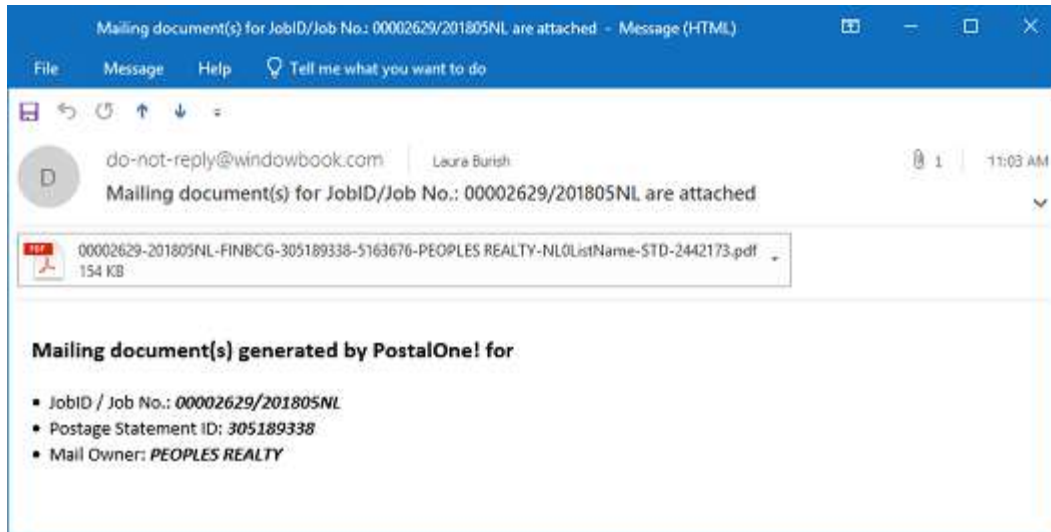 Mailing document(s) for JobID/Job No.: 00002629/201805NL are attached - Message (HTML)
File Message Help Tell me what you want to do
D
do-not-reply@windowbook.com Laura Burish 1 11:03 AM
Mailing document(s) for JobID/Job No.: 00002629/201805NL are attached
PDF
00002629-201805NL-FINBCG-305189338-5163676-PEOPLES REALTY-NL0ListName-STD-2442173.pdf
154 KB
Mailing document(s) generated by PostalOne! for
• JobID / Job No.: 00002629/201805NL
• Postage Statement ID: 305189338
• Mail Owner: PEOPLES REALTY